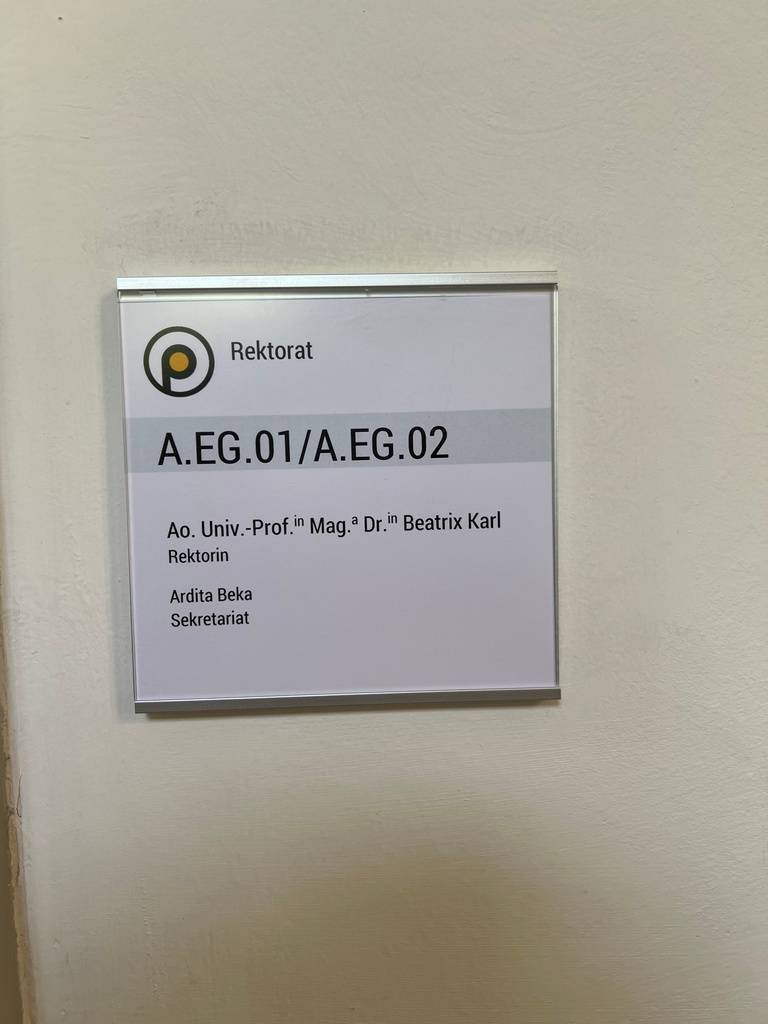 Rektorat
A.EG.01/A.EG.02
Ao. Univ.-Prof.ⁱⁿ Mag.ª Dr.ⁱⁿ Beatrix Karl
Rektorin
Ardita Beka
Sekretariat